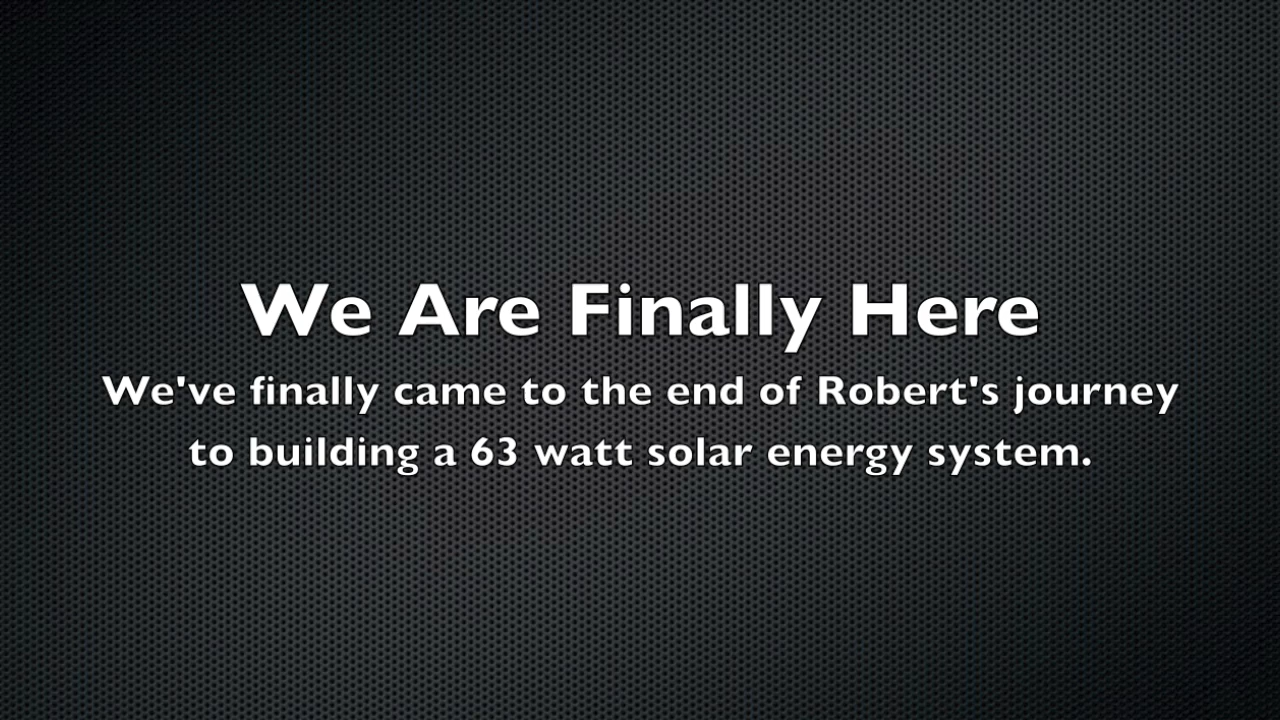 We Are Finally Here
We've finally came to the end of Robert's journey
to building a 63 watt solar energy system.